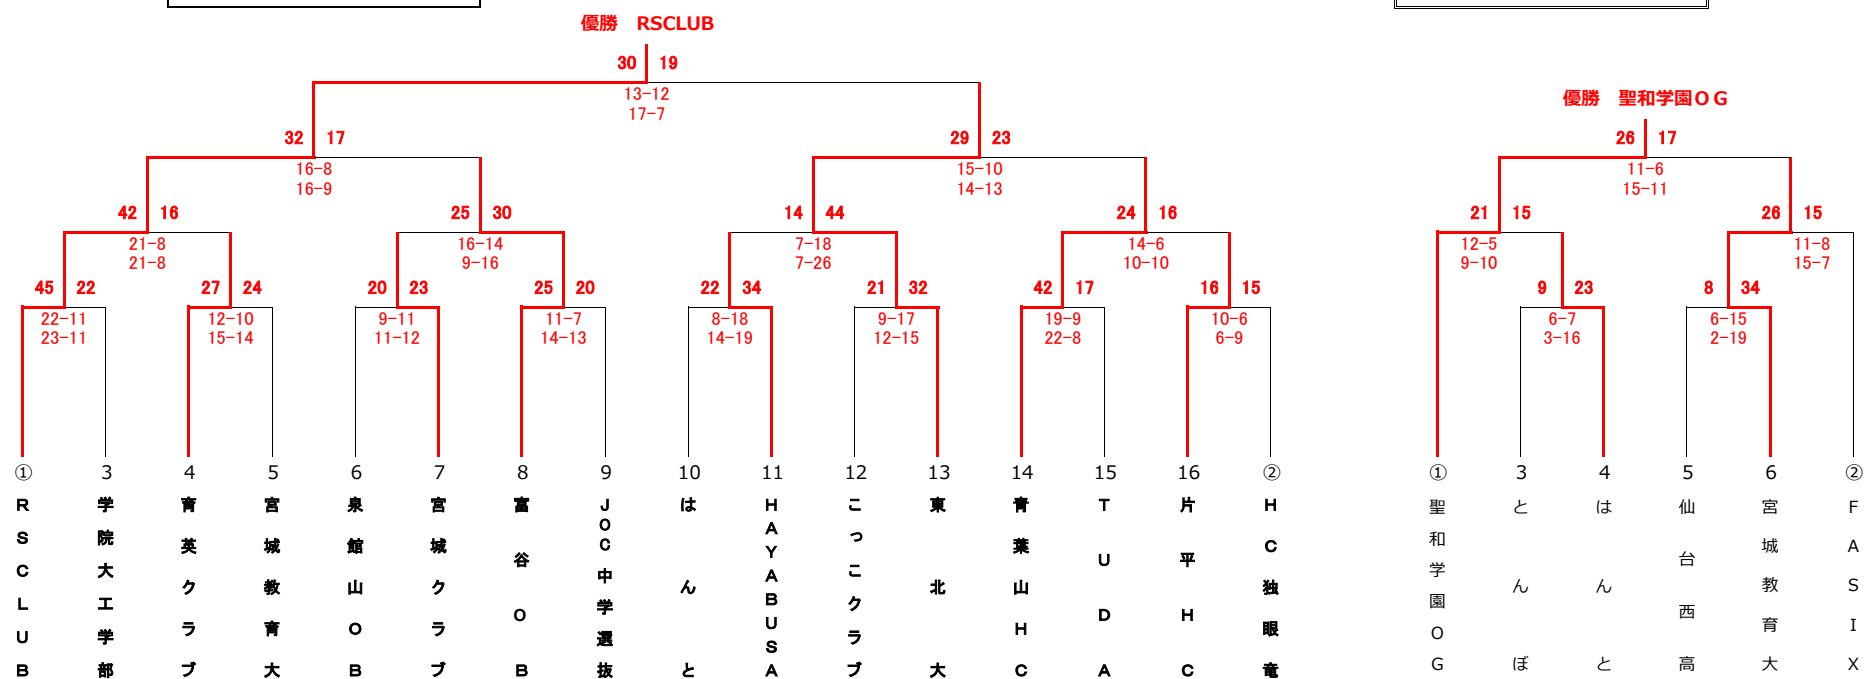 優勝 RSCLUB
30 19
13-12
17-7
32 17
16-8
16-9
29 23
15-10
14-13
42 16
21-8
21-8
25 30
16-14
9-16
14 44
7-18
7-26
24 16
14-6
10-10
45 22
22-11
23-11
27 24
12-10
15-14
20 23
9-11
11-12
25 20
11-7
14-13
22 34
8-18
14-19
21 32
9-17
12-15
42 17
19-9
22-8
16 15
10-6
6-9
① RSCLUB
3 学院大工学部
4 育英クラブ
5 宮城教育大
6 泉館山OB
7 宮城クラブ
8 富谷OB
9 JOC中学選抜
10 はんと
11 HAYABUSA
12 こっこクラブ
13 東北大
14 青葉山HC
15 TUDA
16 片平HC
② HC独眼竜
優勝 聖和学園OG
26 17
11-6
15-11
21 15
12-5
9-10
26 15
11-8
15-7
9 23
6-7
3-16
8 34
6-15
2-19
① 聖和学園OG
3 とんぼ
4 はんと
5 仙台西高
6 宮城教育大
② FASIX